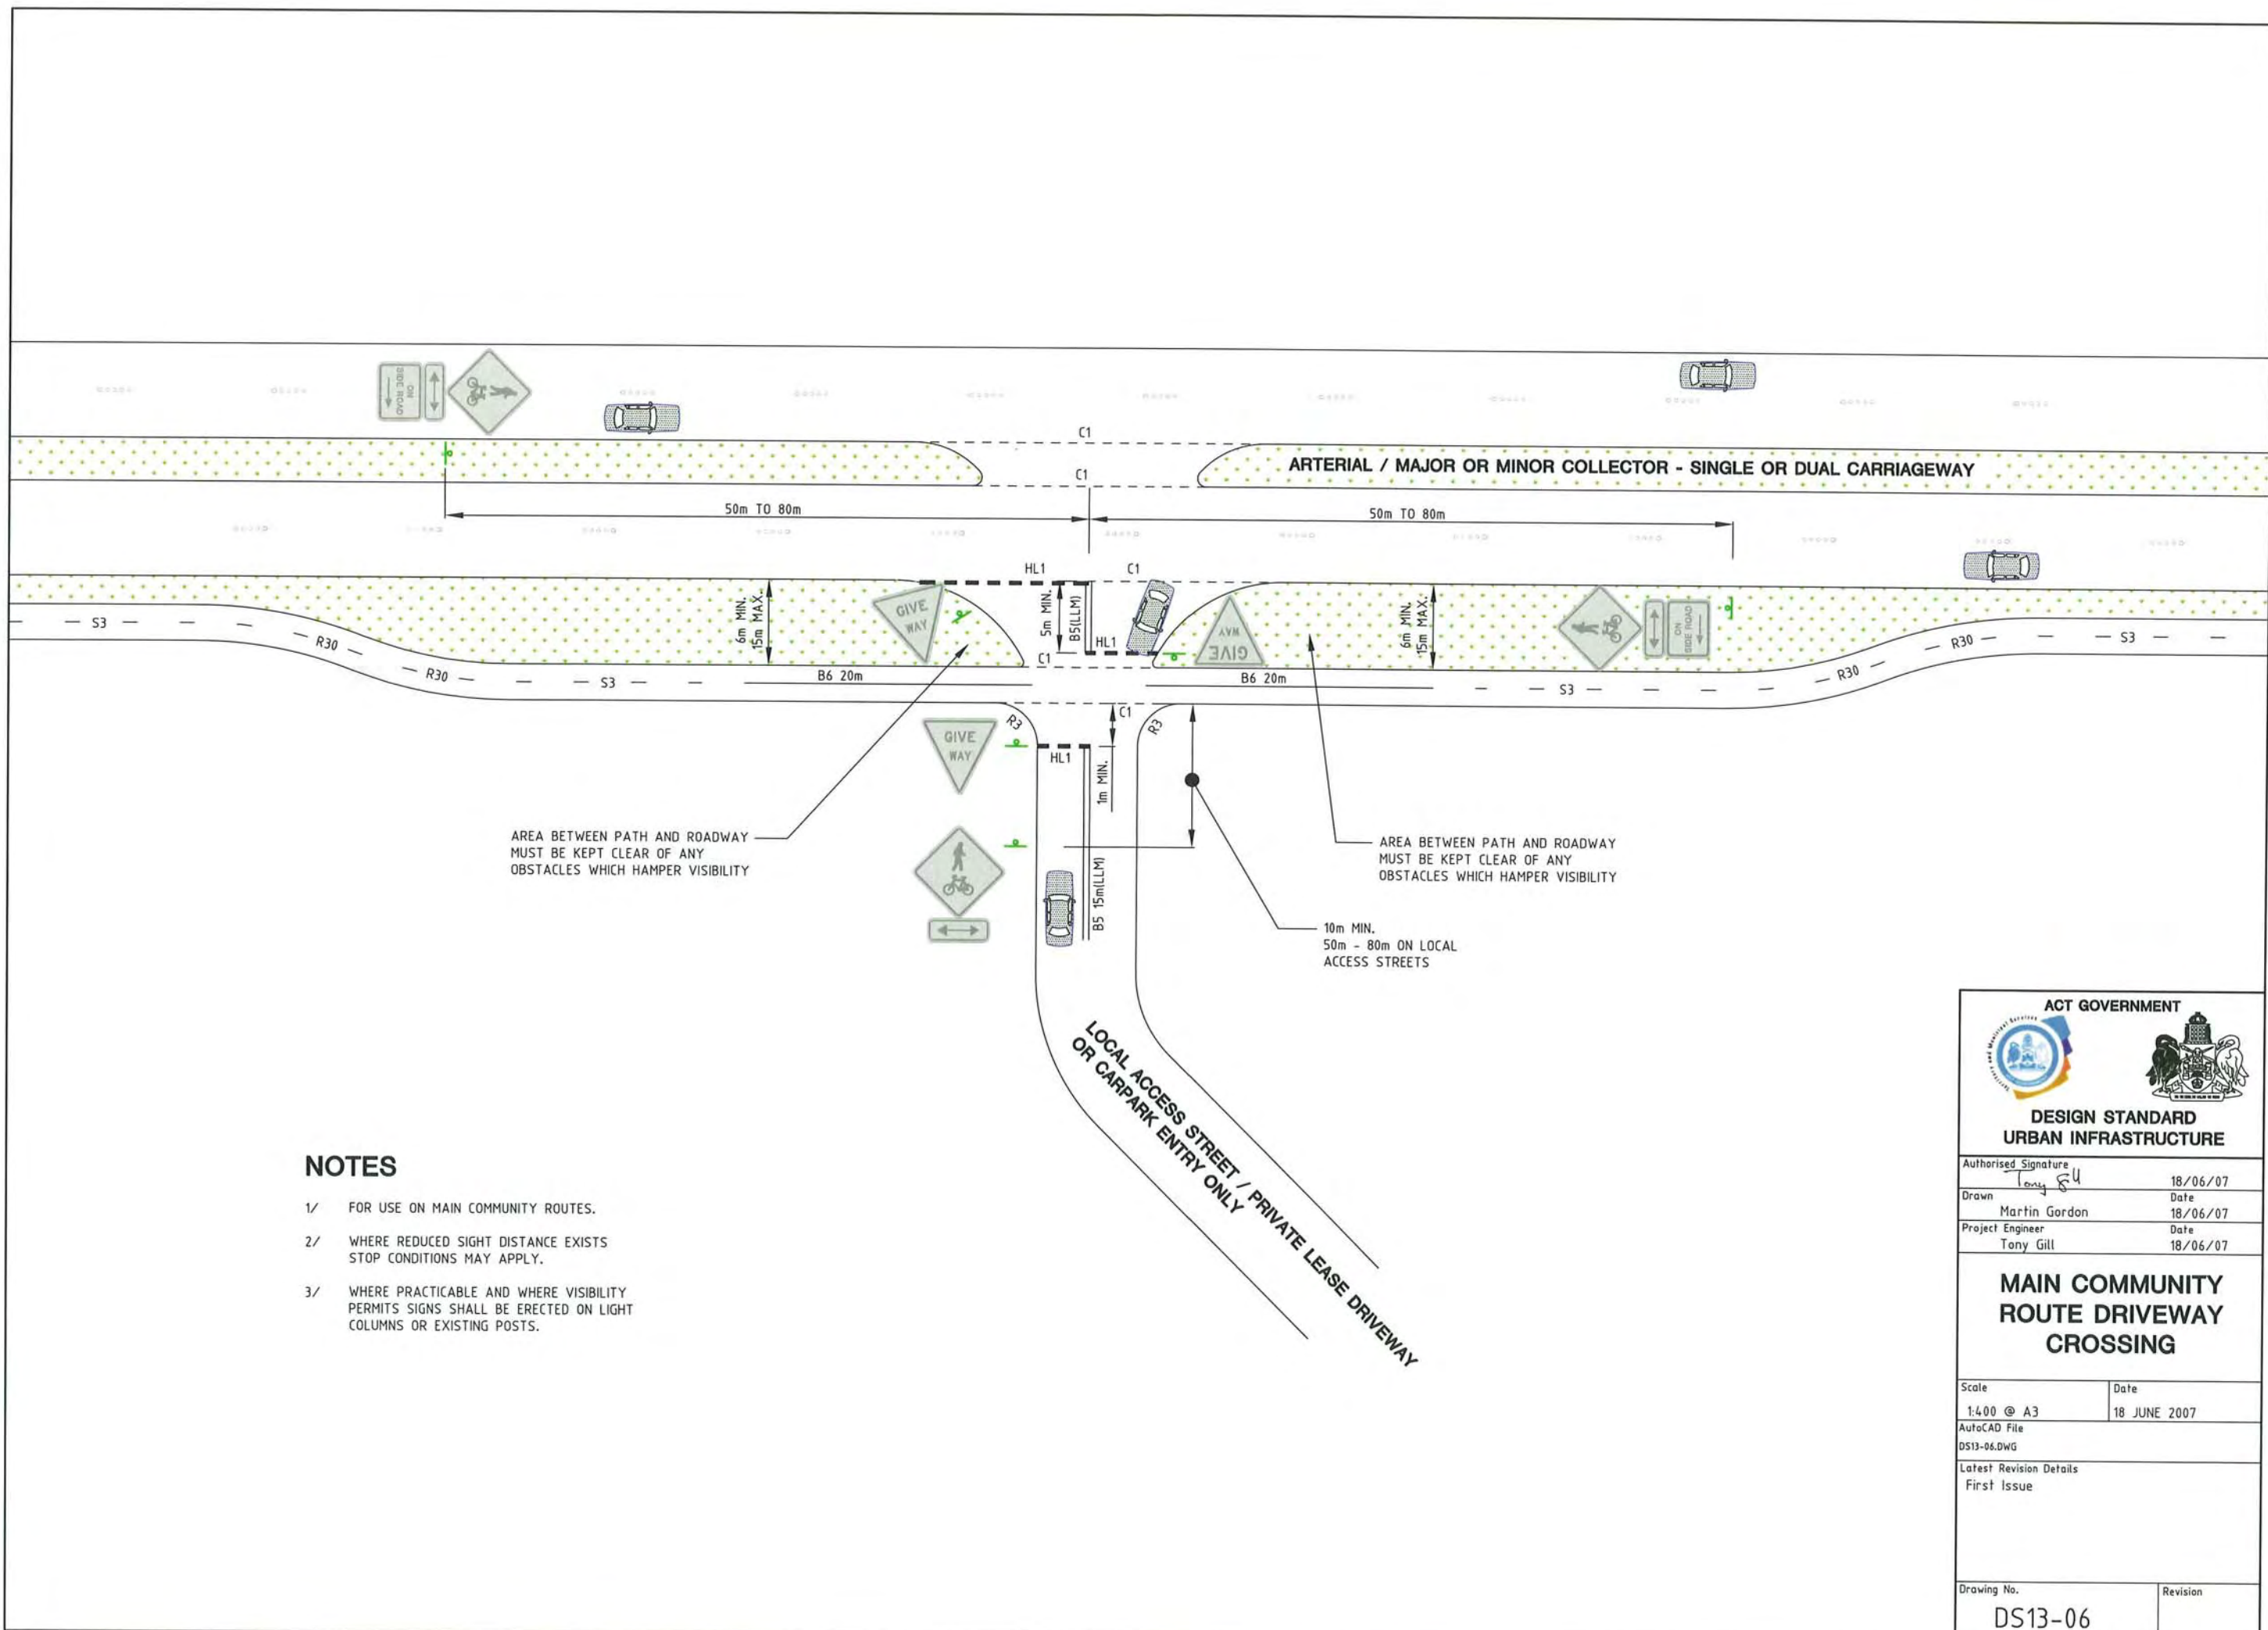 ON
SIDE ROAD
C1
ARTERIAL / MAJOR OR MINOR COLLECTOR - SINGLE OR DUAL CARRIAGEWAY
C1
50m TO 80m
50m TO 80m
HL1
C1
GIVE
WAY
6m MIN.
15m MAX.
5m MIN.
B5(LLM)
HL1
C1
GIVE
WAY
6m MIN.
15m MAX.
ON
SIDE ROAD
S3
R30
R30
S3
B6 20m
B6 20m
S3
R30
R30
S3
R3
C1
R3
GIVE
WAY
HL1
1m MIN.
B5 15m(LLM)
AREA BETWEEN PATH AND ROADWAY
MUST BE KEPT CLEAR OF ANY
OBSTACLES WHICH HAMPER VISIBILITY
AREA BETWEEN PATH AND ROADWAY
MUST BE KEPT CLEAR OF ANY
OBSTACLES WHICH HAMPER VISIBILITY
10m MIN.
50m - 80m ON LOCAL
ACCESS STREETS
LOCAL ACCESS STREET / PRIVATE LEASE DRIVEWAY
OR CARPARK ENTRY ONLY
NOTES
1/ FOR USE ON MAIN COMMUNITY ROUTES.
2/ WHERE REDUCED SIGHT DISTANCE EXISTS
STOP CONDITIONS MAY APPLY.
3/ WHERE PRACTICABLE AND WHERE VISIBILITY
PERMITS SIGNS SHALL BE ERECTED ON LIGHT
COLUMNS OR EXISTING POSTS.
ACT GOVERNMENT
Territory and Municipal Services
DESIGN STANDARD
URBAN INFRASTRUCTURE
Authorised Signature
Tony Gill 18/06/07
Drawn Date
Martin Gordon 18/06/07
Project Engineer Date
Tony Gill 18/06/07
MAIN COMMUNITY
ROUTE DRIVEWAY
CROSSING
Scale Date
1:400 @ A3 18 JUNE 2007
AutoCAD File
DS13-06.DWG
Latest Revision Details
First Issue
Drawing No. Revision
DS13-06